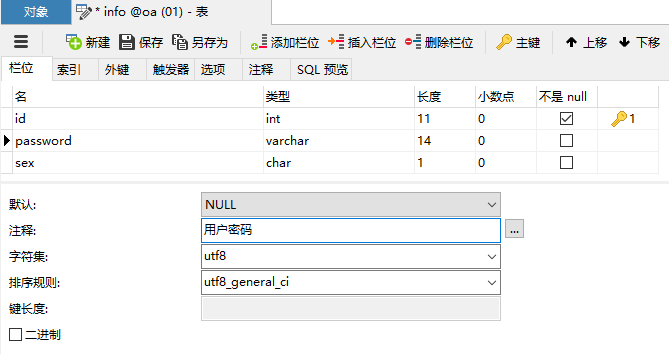 对象 * info @oa (01) - 表
新建 保存 另存为 添加栏位 插入栏位 删除栏位 主键 上移 下移
栏位 索引 外键 触发器 选项 注释 SQL 预览
名 类型 长度 小数点 不是 null
id int 11 0 1
password varchar 14 0
sex char 1 0
默认: NULL
注释: 用户密码 ...
字符集: utf8
排序规则: utf8_general_ci
键长度:
二进制